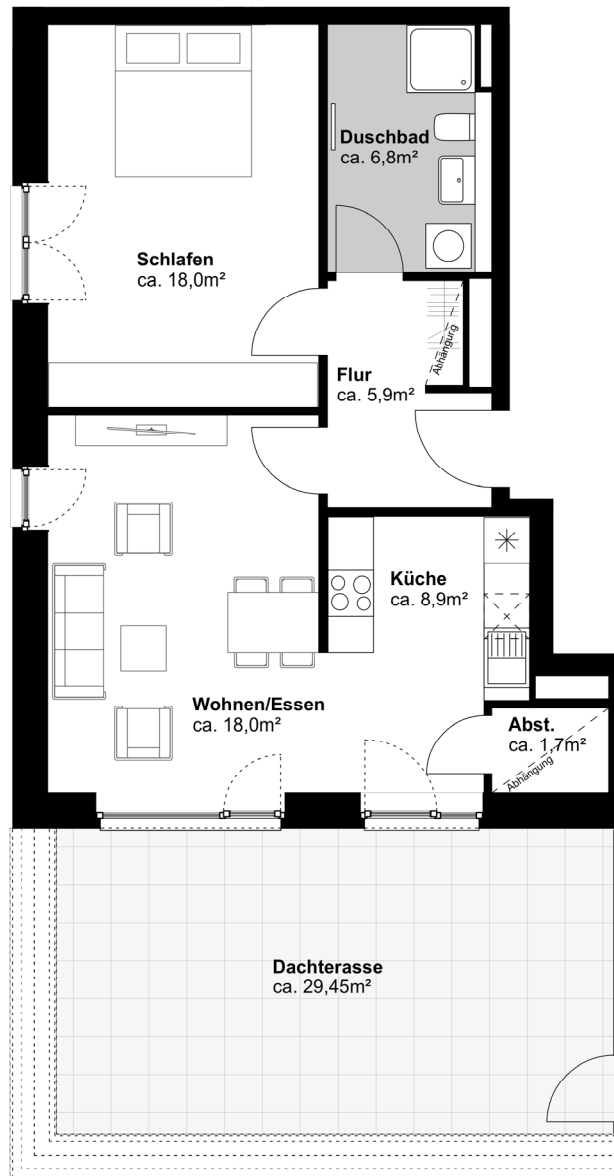 Duschbad
ca. 6,8m²
Schlafen
ca. 18,0m²
Abhängung
Flur
ca. 5,9m²
Küche
ca. 8,9m²
Wohnen/Essen
ca. 18,0m²
Abst.
ca. 1,7m²
Abhängung
Dachterasse
ca. 29,45m²